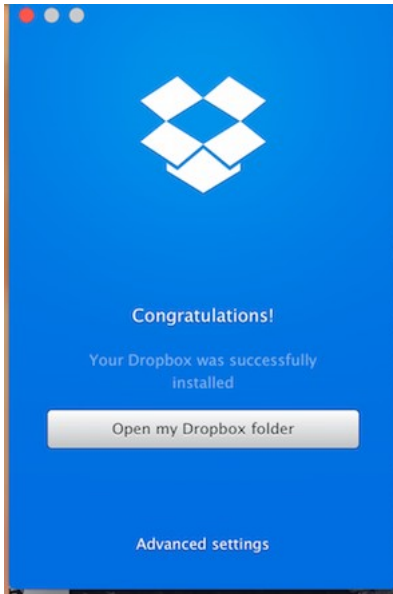 Congratulations!
Your Dropbox was successfully
installed
Open my Dropbox folder
Advanced settings